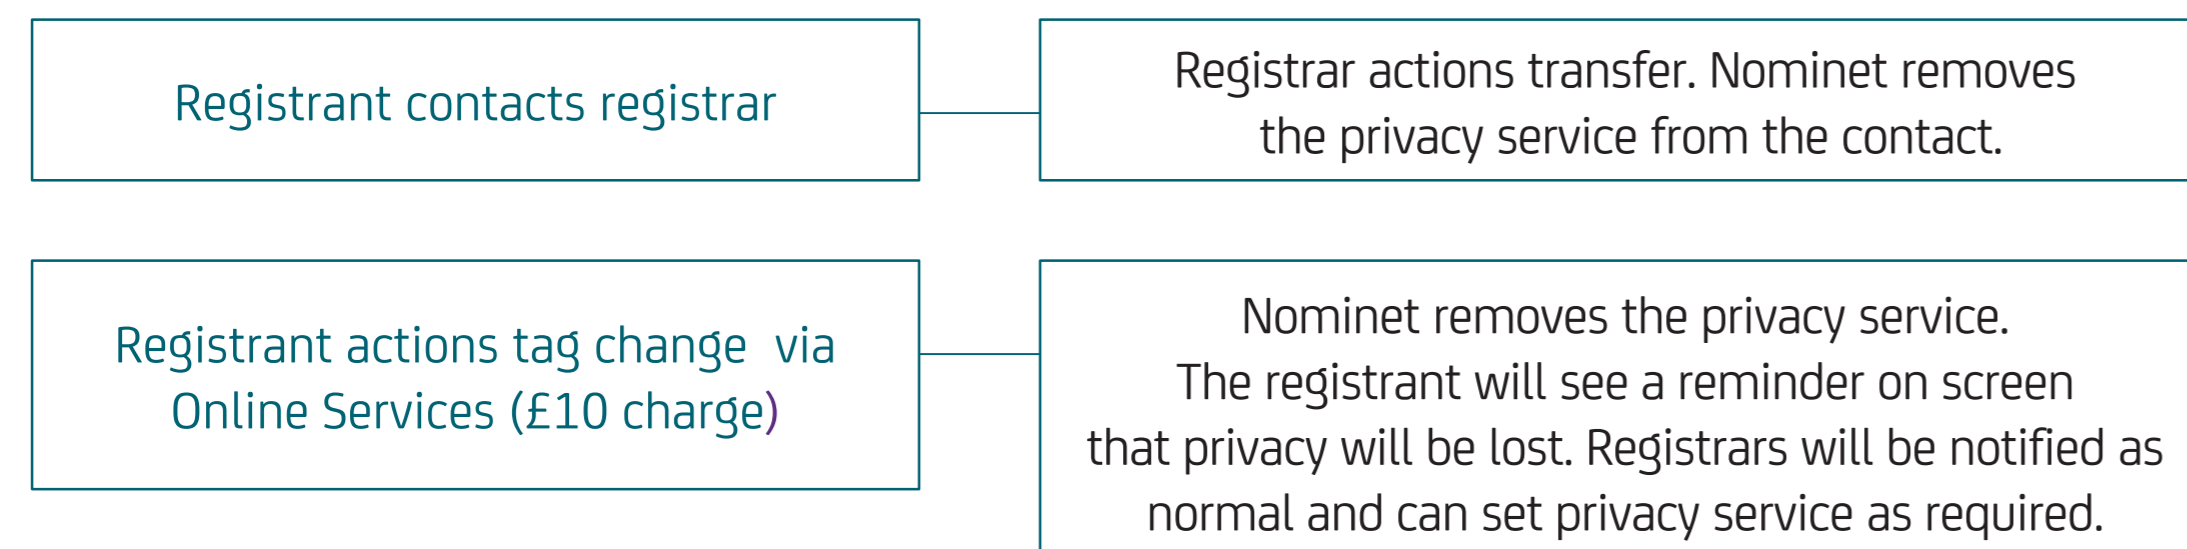 Registrant contacts registrar
Registrar actions transfer. Nominet removes
the privacy service from the contact.
Registrant actions tag change  via
Online Services (£10 charge)
Nominet removes the privacy service.
The registrant will see a reminder on screen
that privacy will be lost. Registrars will be notified as
normal and can set privacy service as required.